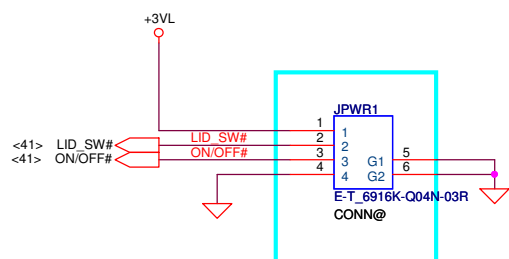 +3VL
JPWR1
1 1
<41> LID_SW# LID_SW# 2 2
<41> ON/OFF# ON/OFF# 3 3 G1 5
4 4 G2 6
E-T_6916K-Q04N-03R
CONN@